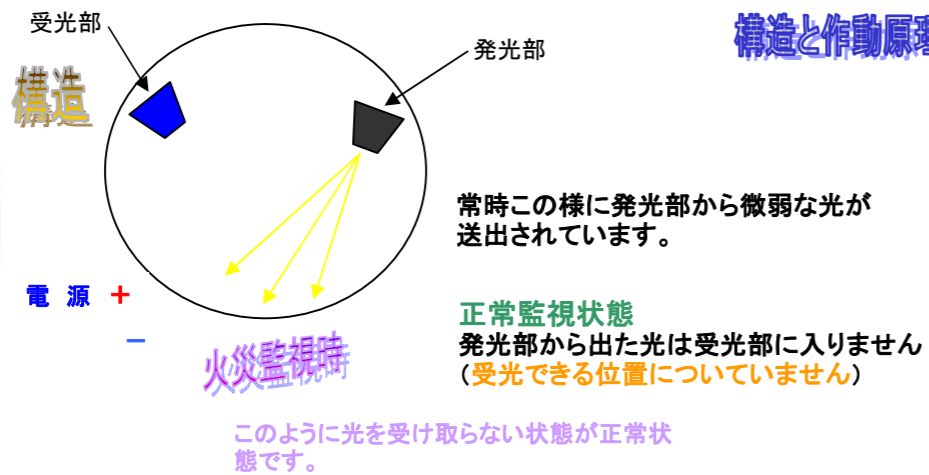 受光部
発光部
構造と作動原理
構造
常時この様に発光部から微弱な光が
送出されています。
電 源 +
－
正常監視状態
発光部から出た光は受光部に入りません
（受光できる位置についていません）
火災監視時
このように光を受け取らない状態が正常状
態です。